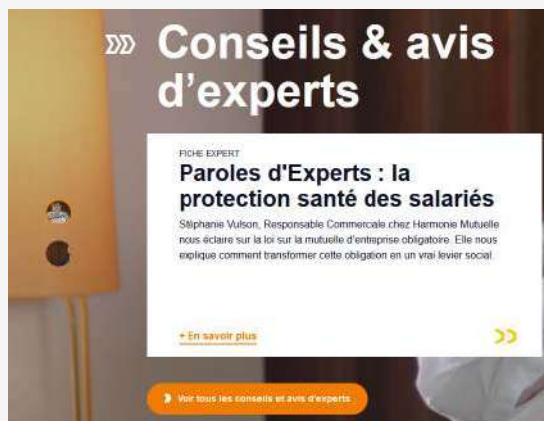 Conseils & avis
d'experts
FICHE EXPERT
Paroles d'Experts : la
protection santé des salariés
Stéphanie Vulson, Responsable Commerciale chez Harmonie Mutuelle
nous éclaire sur la loi sur la mutuelle d'entreprise obligatoire. Elle nous
explique comment transformer cette obligation en un vrai levier social.
+ En savoir plus
Voir tous les conseils et avis d'experts